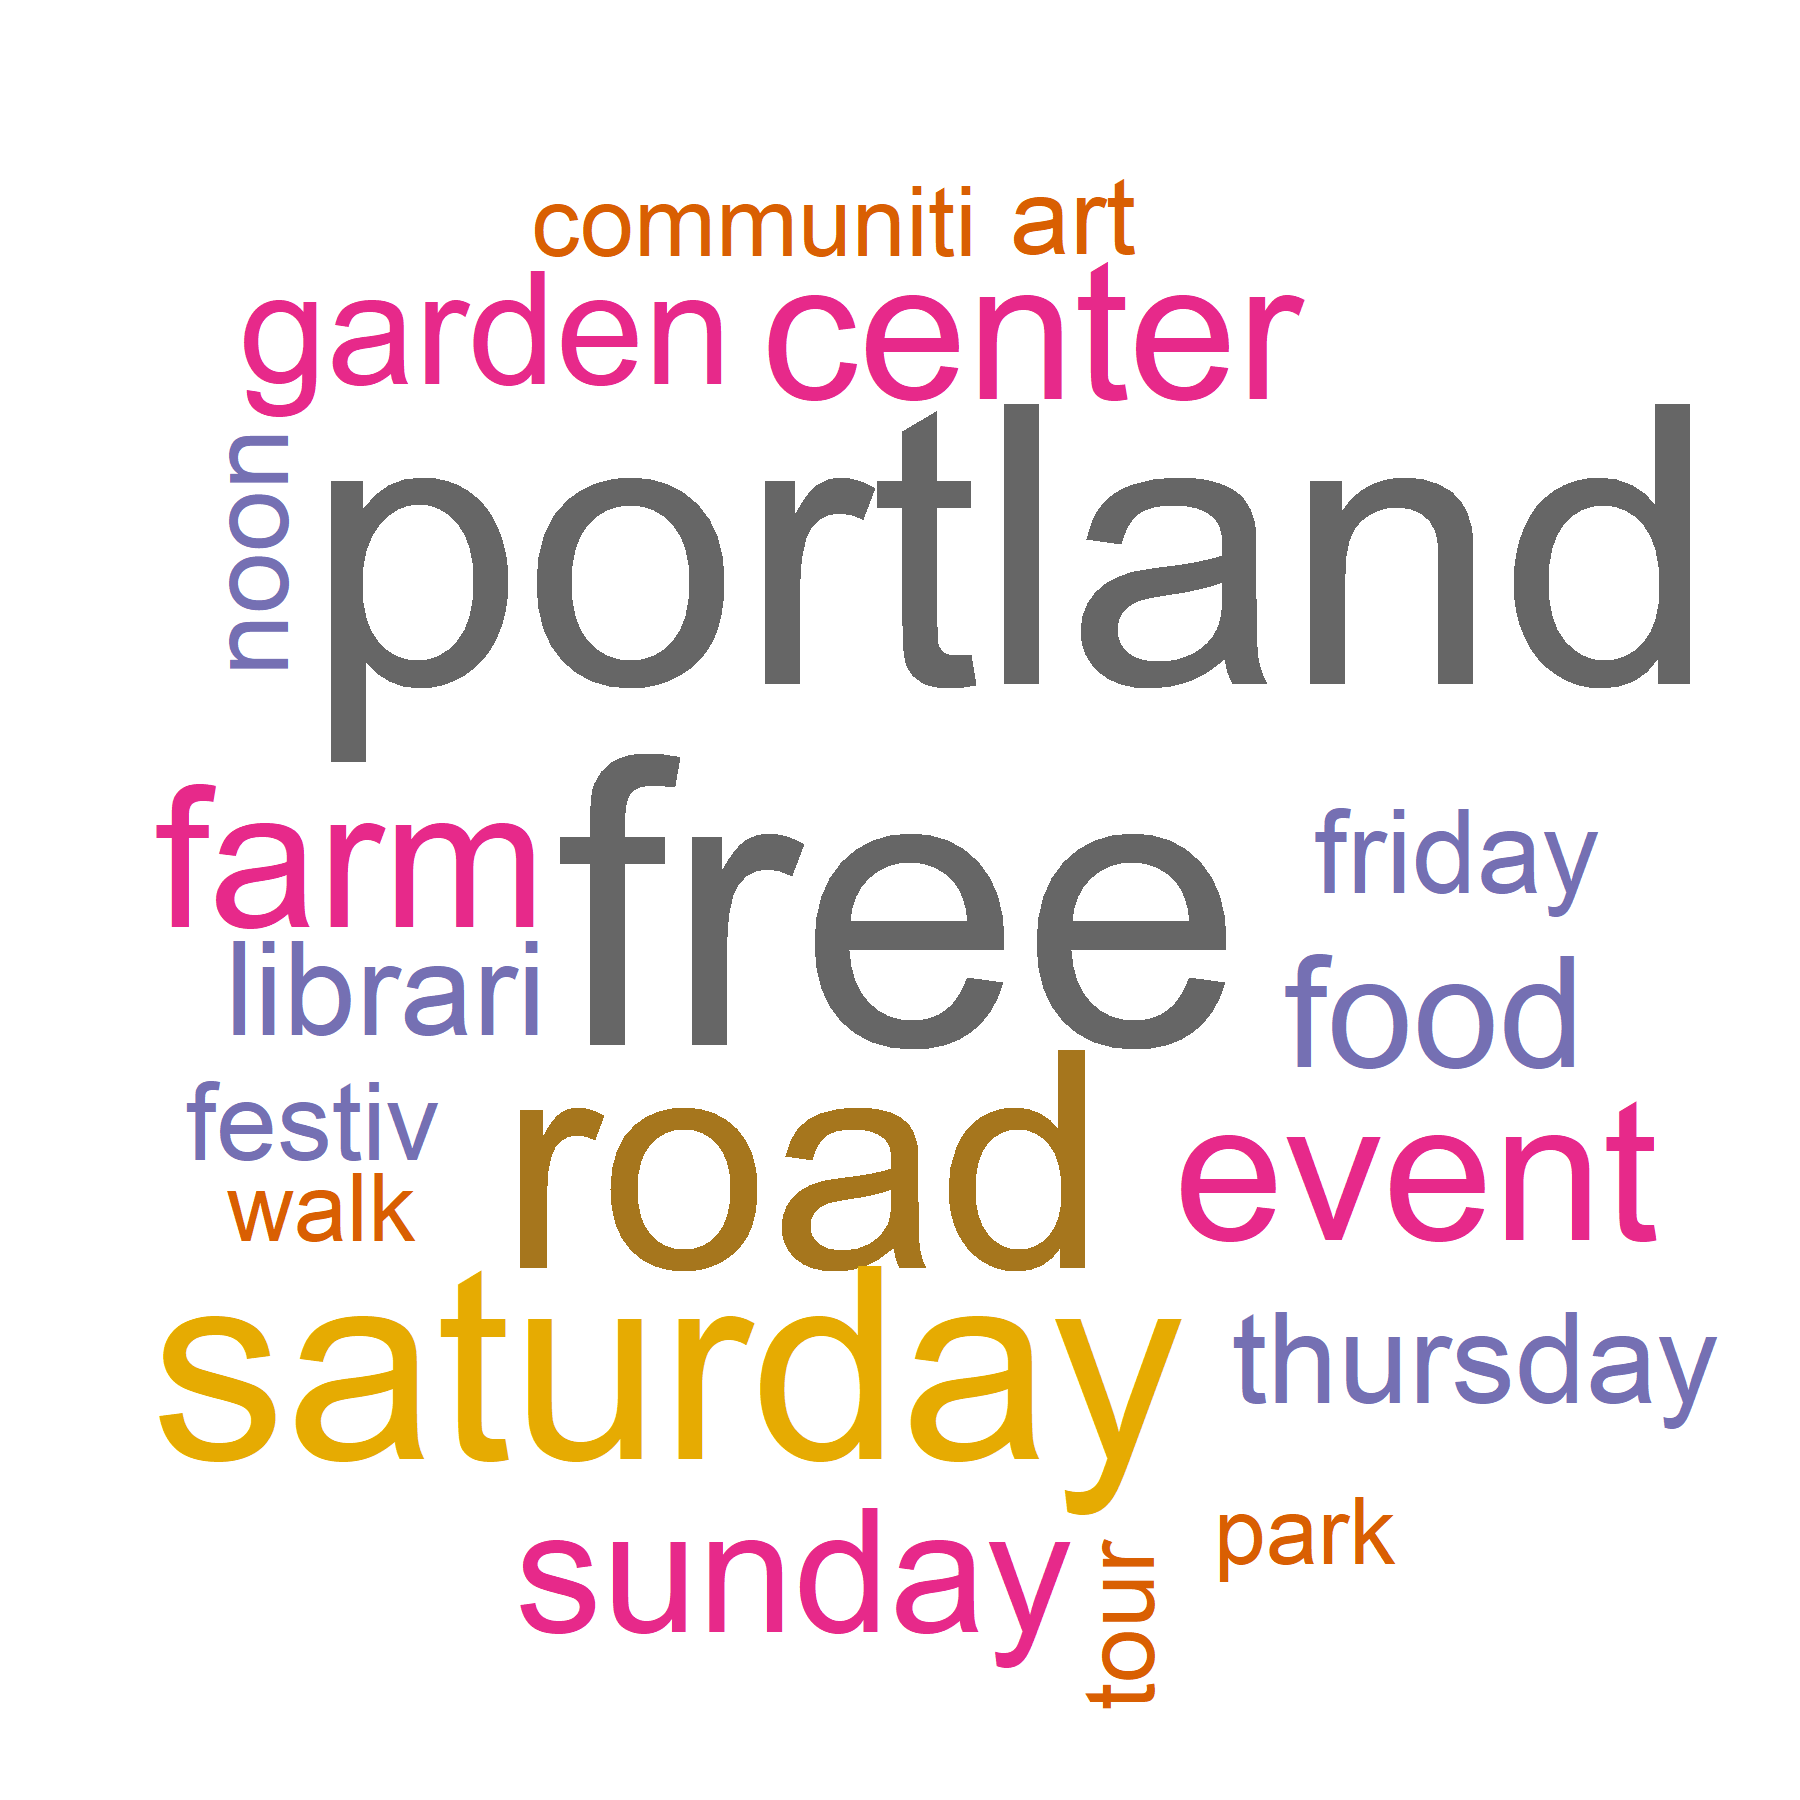 communiti art
garden center
noon
portland
farm
free
friday
librari
food
festiv
road
event
walk
saturday
thursday
sunday
tour
park